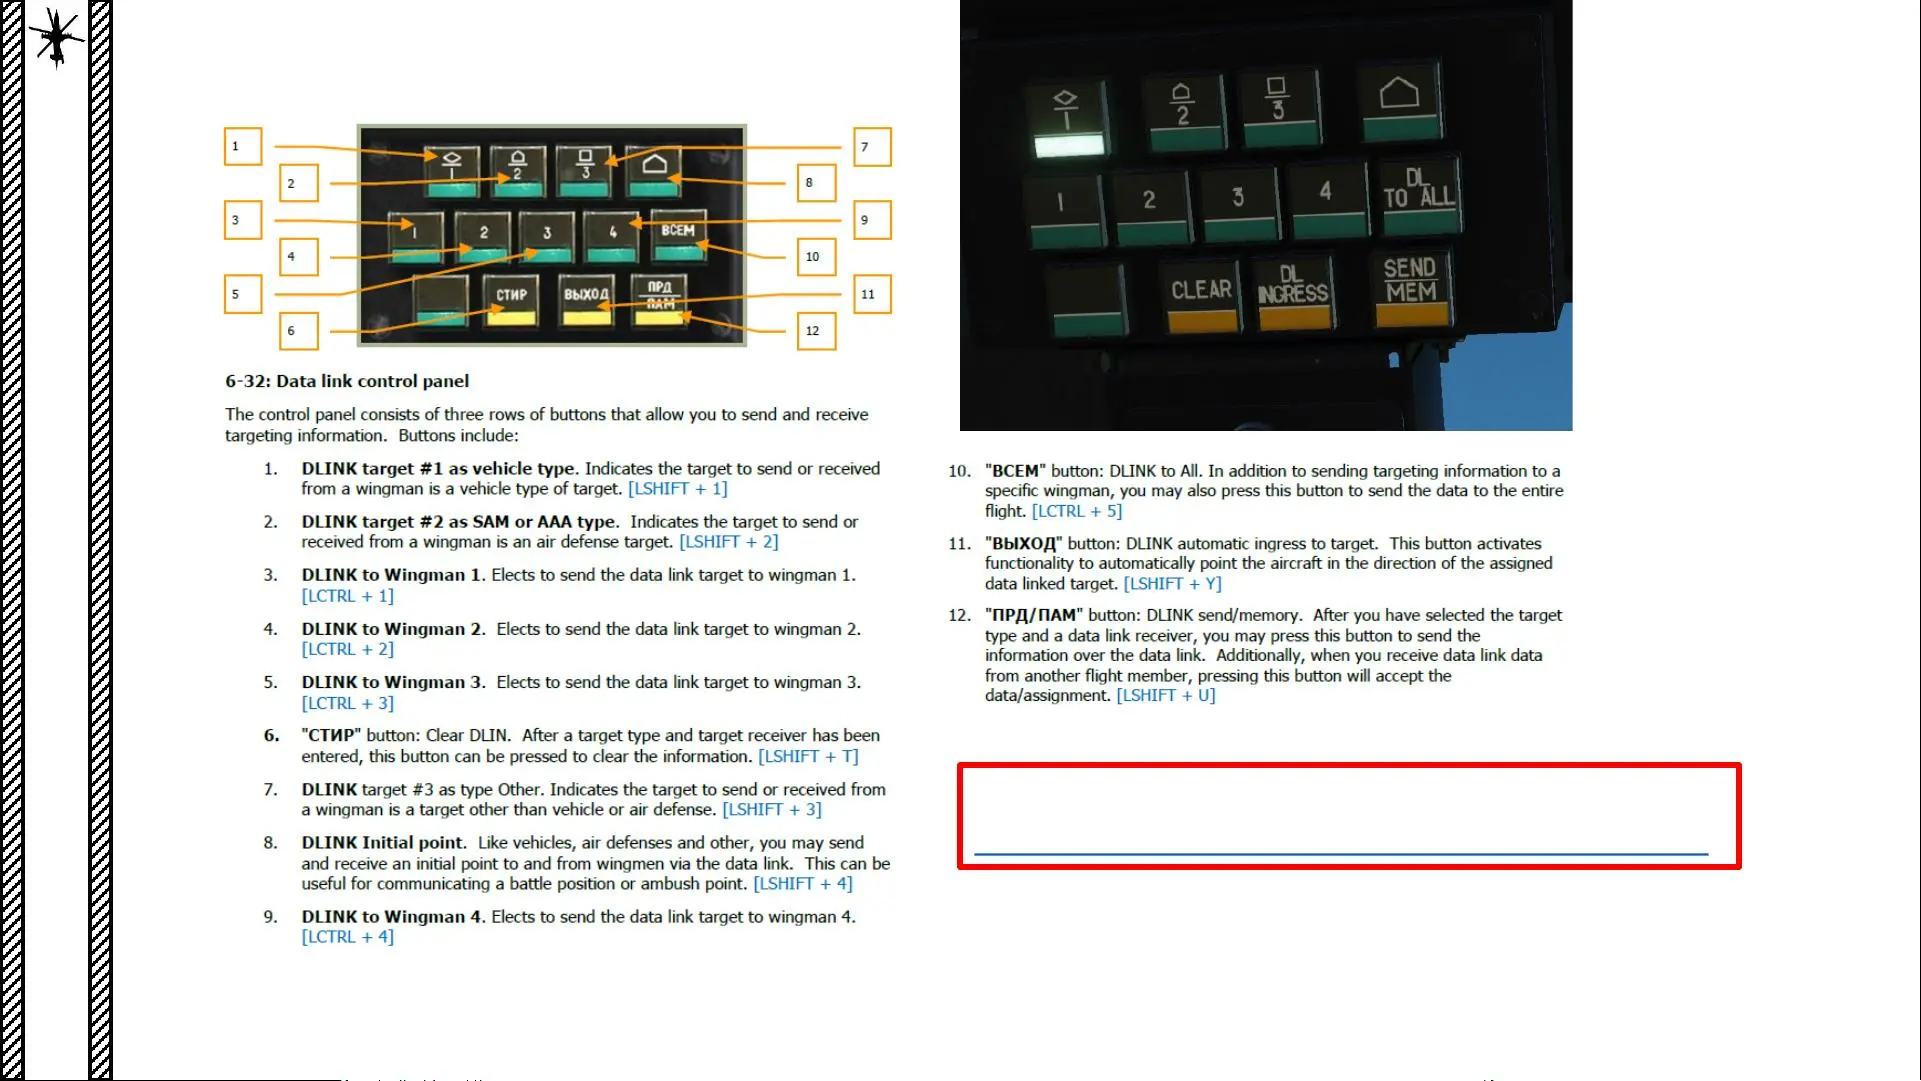 1
2
3
4
5
6
7
8
9
10
11
12
1
2
3
1 2 3 4 ВСЕМ
СТИР ВЫХОД ПРД
ПАМ
6-32: Data link control panel
The control panel consists of three rows of buttons that allow you to send and receive
targeting information. Buttons include:
1. DLINK target #1 as vehicle type. Indicates the target to send or received
from a wingman is a vehicle type of target. [LSHIFT + 1]
2. DLINK target #2 as SAM or AAA type. Indicates the target to send or
received from a wingman is an air defense target. [LSHIFT + 2]
3. DLINK to Wingman 1. Elects to send the data link target to wingman 1.
[LCTRL + 1]
4. DLINK to Wingman 2. Elects to send the data link target to wingman 2.
[LCTRL + 2]
5. DLINK to Wingman 3. Elects to send the data link target to wingman 3.
[LCTRL + 3]
6. "СТИР" button: Clear DLIN. After a target type and target receiver has been
entered, this button can be pressed to clear the information. [LSHIFT + T]
7. DLINK target #3 as type Other. Indicates the target to send or received from
a wingman is a target other than vehicle or air defense. [LSHIFT + 3]
8. DLINK Initial point. Like vehicles, air defenses and other, you may send
and receive an initial point to and from wingmen via the data link. This can be
useful for communicating a battle position or ambush point. [LSHIFT + 4]
9. DLINK to Wingman 4. Elects to send the data link target to wingman 4.
[LCTRL + 4]
1
2
3
1 2 3 4 DL
TO ALL
CLEAR DL
INGRESS
SEND
MEM
10. "ВСЕМ" button: DLINK to All. In addition to sending targeting information to a
specific wingman, you may also press this button to send the data to the entire
flight. [LCTRL + 5]
11. "ВЫХОД" button: DLINK automatic ingress to target. This button activates
functionality to automatically point the aircraft in the direction of the assigned
data linked target. [LSHIFT + Y]
12. "ПРД/ПАМ" button: DLINK send/memory. After you have selected the target
type and a data link receiver, you may press this button to send the
information over the data link. Additionally, when you receive data link data
from another flight member, pressing this button will accept the
data/assignment. [LSHIFT + U]